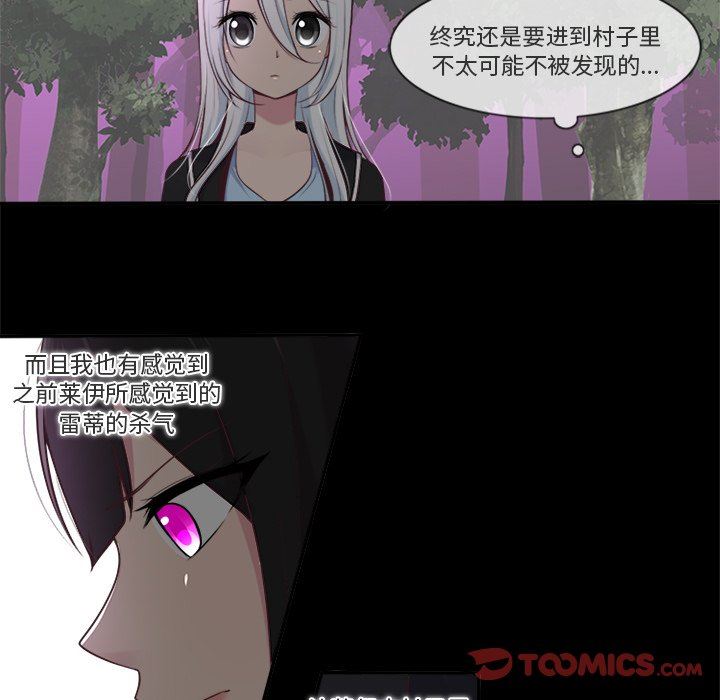 终究还是要进到村子里
不太可能不被发现的...
而且我也有感觉到
之前莱伊所感觉到的
雷蒂的杀气
TOOMICS.COM